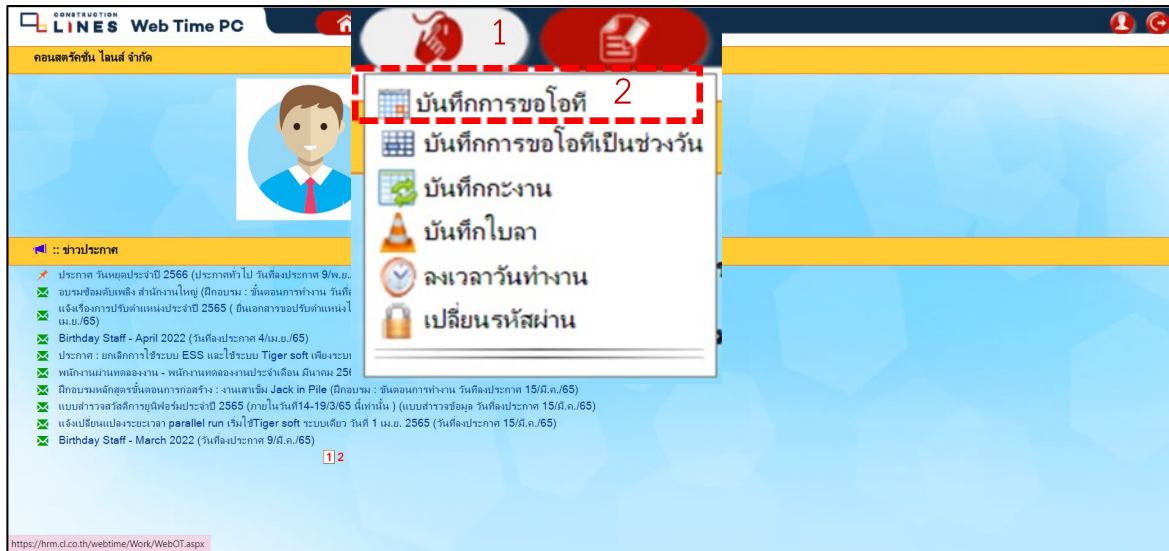 CONSTRUCTION
LINES Web Time PC
1
คอนสตรัคชั่น ไลนส์ จำกัด
2
บันทึกการขอโอที
บันทึกการขอโอทีเป็นช่วงวัน
บันทึกกะงาน
บันทึกใบลา
ลงเวลาวันทำงาน
เปลี่ยนรหัสผ่าน
:: ข่าวประกาศ
ประกาศ วันหยุดประจำปี 2566 (ประกาศทั่วไป วันที่ลงประกาศ 9/พ.ย.
อบรมซ้อมดับเพลิง สำนักงานใหญ่ (ฝึกอบรม : ขั้นตอนการทำงาน วันที่
แจ้งเรื่องการปรับตำแหน่งประจำปี 2565 ( ยื่นเอกสารขอปรับตำแหน่ง
เม.ย./65)
Birthday Staff - April 2022 (วันที่ลงประกาศ 4/เม.ย./65)
ประกาศ : ยกเลิกการใช้ระบบ ESS และใช้ระบบ Tiger soft เพียงระบบ
พนักงานผ่านทดลองงาน - พนักงานทดลองงานประจำเดือน มีนาคม 256
ฝึกอบรมหลักสูตรขั้นตอนการก่อสร้าง : งานเสาเข็ม Jack in Pile (ฝึกอบรม : ขั้นตอนการทำงาน วันที่ลงประกาศ 15/มี.ค./65)
แบบสำรวจสวัสดิการยูนิฟอร์มประจำปี 2565 (ภายในวันที่14-19/3/65 นี้เท่านั้น ) (แบบสำรวจข้อมูล วันที่ลงประกาศ 15/มี.ค./65)
แจ้งเปลี่ยนแปลงระยะเวลา parallel run เริ่มใช้Tiger soft ระบบเดียว วันที่ 1 เม.ย. 2565 (วันที่ลงประกาศ 15/มี.ค./65)
Birthday Staff - March 2022 (วันที่ลงประกาศ 9/มี.ค./65)
1 2
https://hrm.cl.co.th/webtime/Work/WebOT.aspx